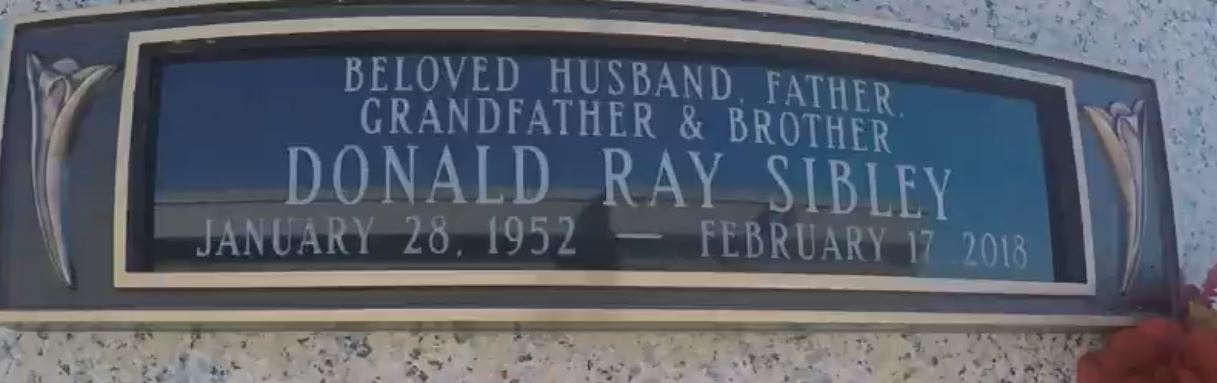 BELOVED HUSBAND, FATHER,
GRANDFATHER & BROTHER
DONALD RAY SIBLEY
JANUARY 28, 1952 — FEBRUARY 17, 2018